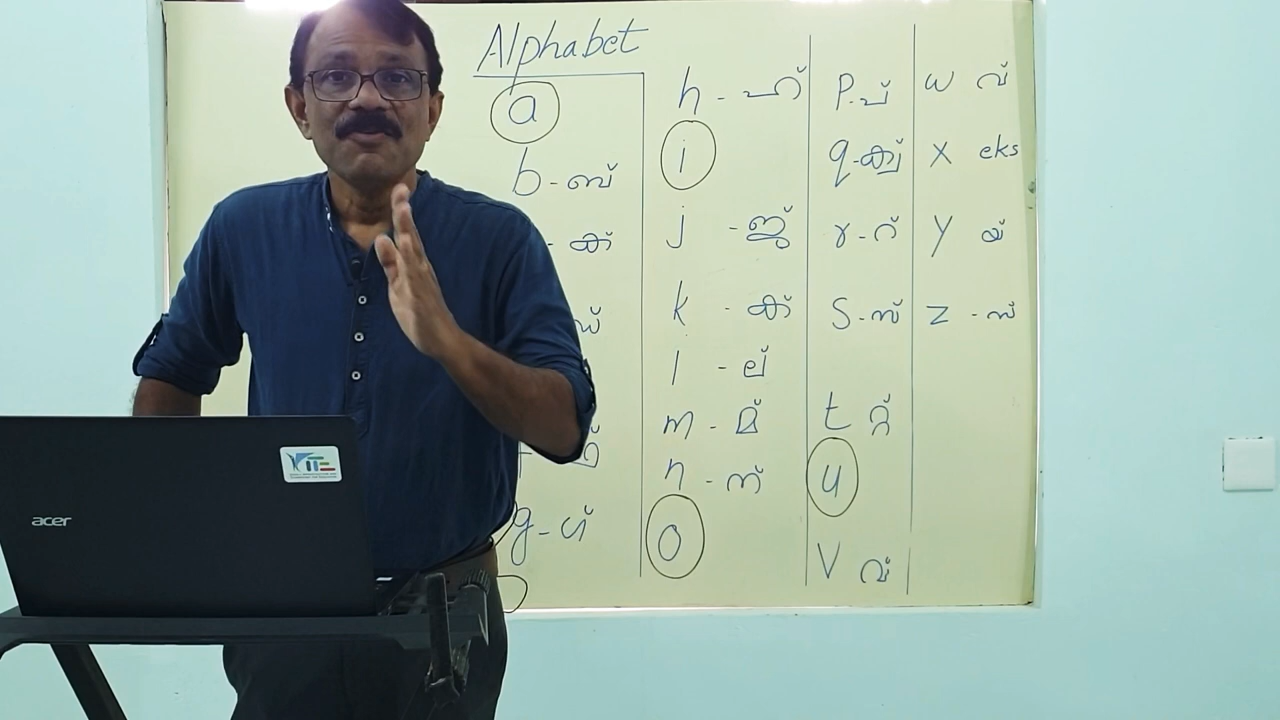 Alphabet
a
b - ബ്
- ക്
g - ഗ്
h - ഹ്
i
j - ജ്
k - ക്
l - ല്
m - മ്
n - ന്
o
p - പ്
q - ക്യ്
r - റ്
s - സ്
t റ്റ്
u
v വ്
w വ്
x eks
y യ്
z - സ്
acer